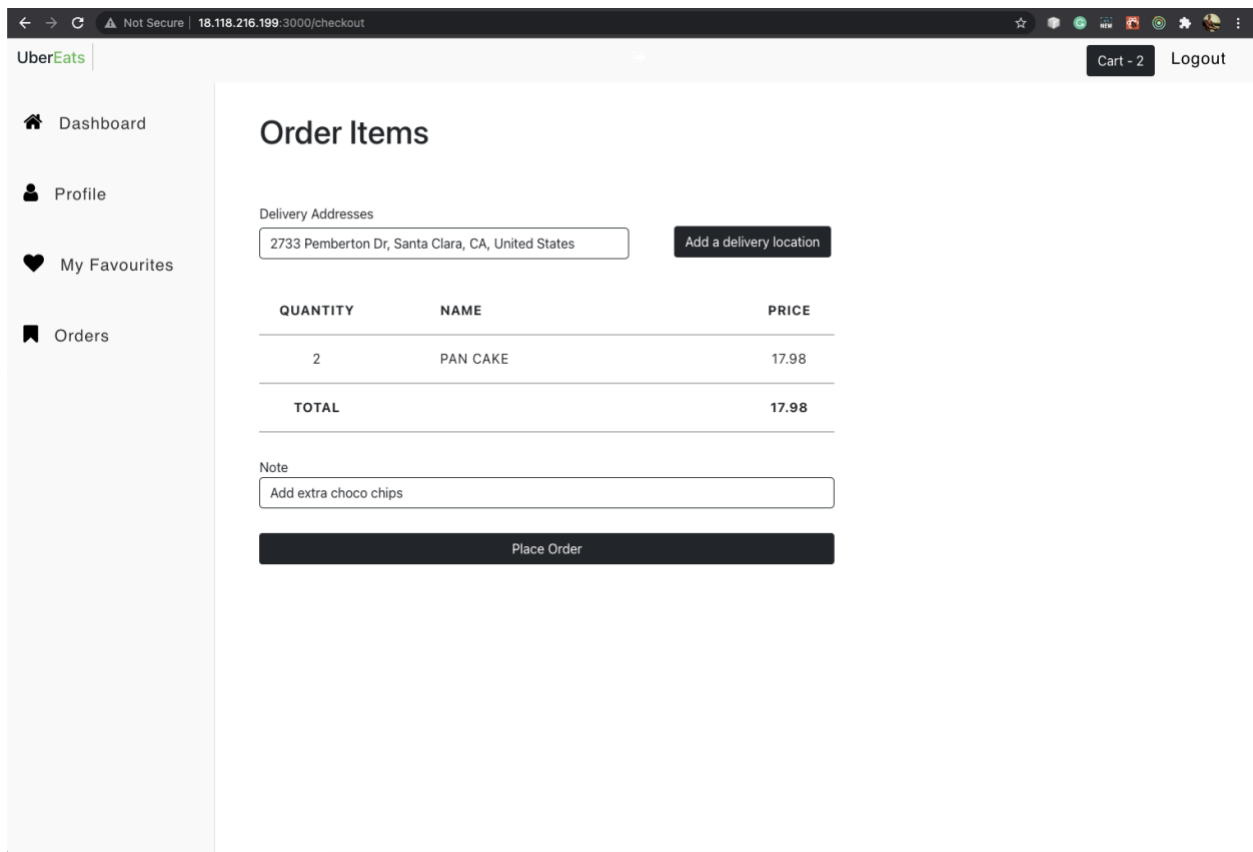 Not Secure | 18.118.216.199:3000/checkout
NEW
UberEats
Cart - 2
Logout
Dashboard
Profile
My Favourites
Orders
Order Items
Delivery Addresses
2733 Pemberton Dr, Santa Clara, CA, United States
Add a delivery location
QUANTITY NAME PRICE
2 PAN CAKE 17.98
TOTAL 17.98
Note
Add extra choco chips
Place Order